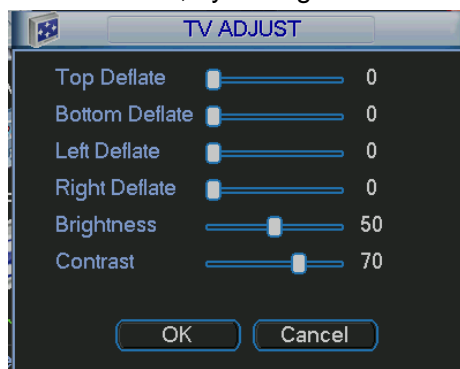 TV ADJUST
Top Deflate 0
Bottom Deflate 0
Left Deflate 0
Right Deflate 0
Brightness 50
Contrast 70
OK Cancel